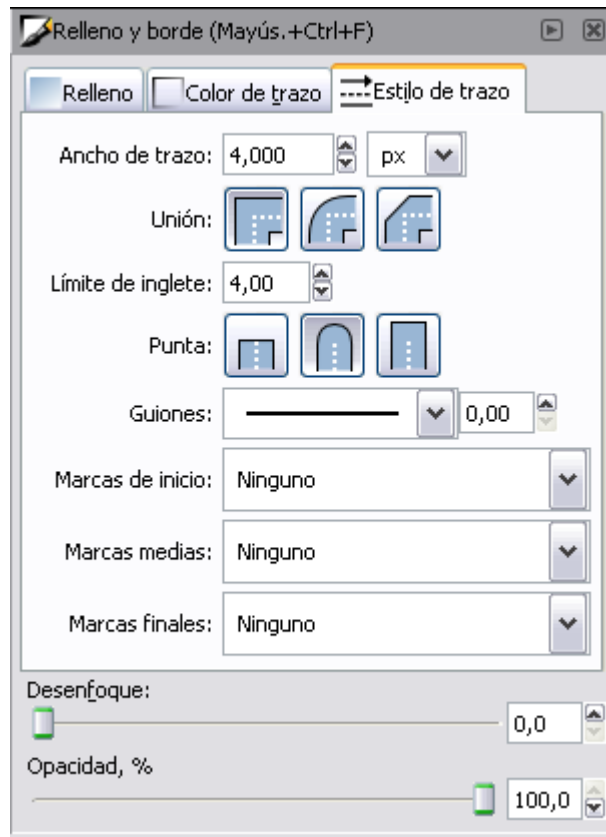 Relleno y borde (Mayús.+Ctrl+F)
Relleno Color de trazo Estilo de trazo
Ancho de trazo: 4,000 px
Unión:
Límite de inglete: 4,00
Punta:
Guiones: 0,00
Marcas de inicio: Ninguno
Marcas medias: Ninguno
Marcas finales: Ninguno
Desenfoque:
0,0
Opacidad, %
100,0